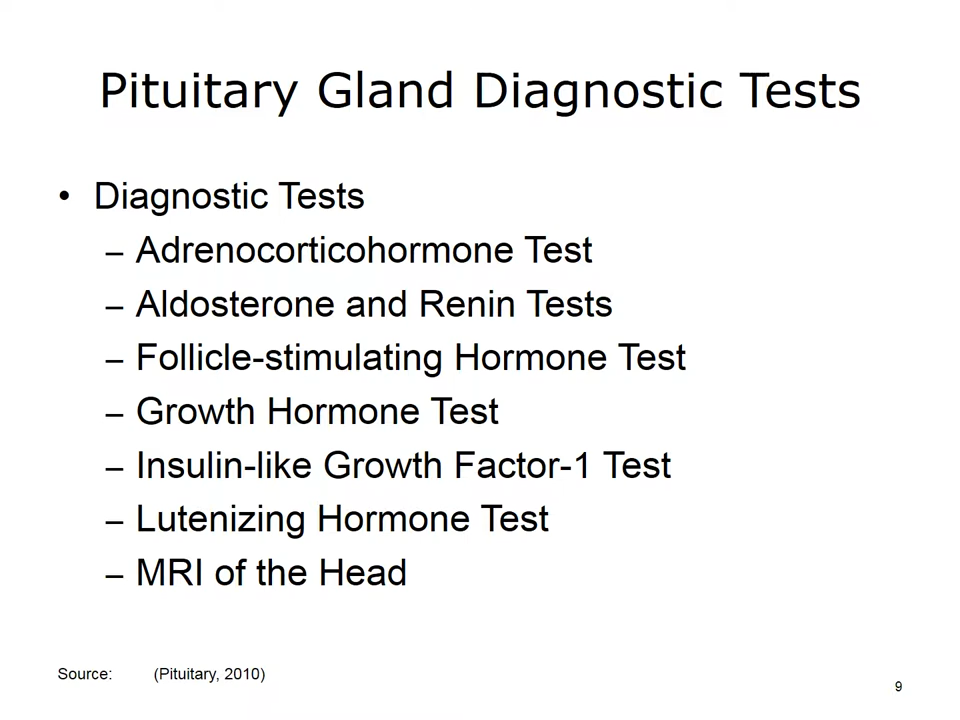 Pituitary Gland Diagnostic Tests
• Diagnostic Tests
– Adrenocorticohormone Test
– Aldosterone and Renin Tests
– Follicle-stimulating Hormone Test
– Growth Hormone Test
– Insulin-like Growth Factor-1 Test
– Lutenizing Hormone Test
– MRI of the Head
Source: (Pituitary, 2010)
9